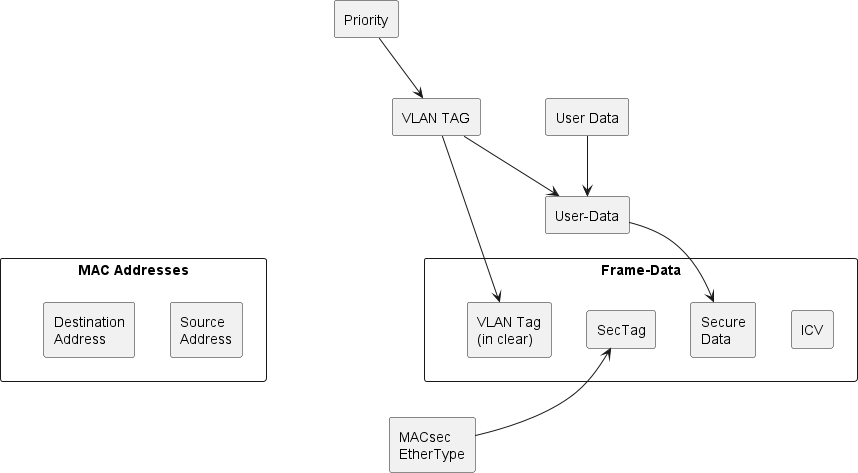 Priority
VLAN TAG
User Data
User-Data
MAC Addresses
Destination
Address
Source
Address
Frame-Data
VLAN Tag
(in clear)
SecTag
Secure
Data
ICV
MACsec
EtherType